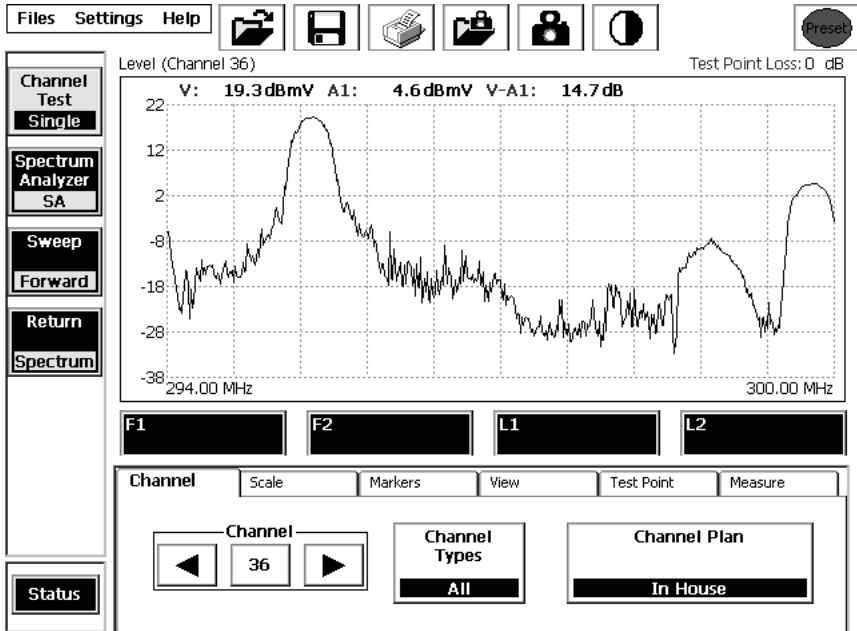 Files Settings Help
Preset
Level (Channel 36) Test Point Loss: 0 dB
Channel
Test
Single
Spectrum
Analyzer
SA
Sweep
Forward
Return
Spectrum
Status
V: 19.3 dBmV A1: 4.6 dBmV V-A1: 14.7 dB
22
12
2
-8
-18
-28
-38
294.00 MHz 300.00 MHz
F1 F2 L1 L2
Channel Scale Markers View Test Point Measure
Channel
36
Channel
Types
All
Channel Plan
In House